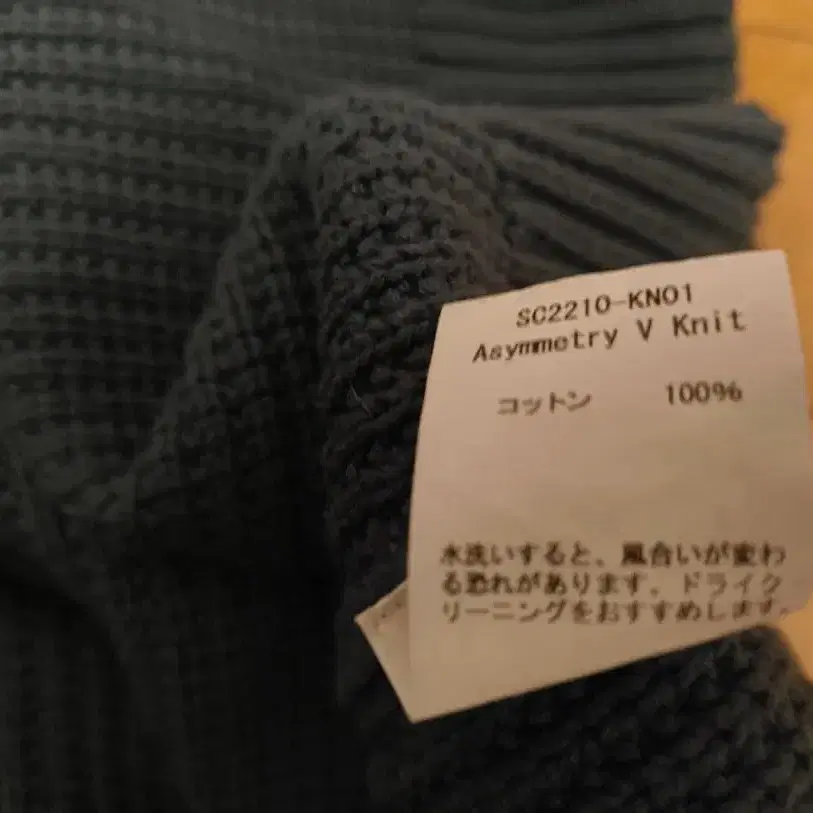 SC2210-KN01
Asymmetry V Knit
コットン 100%
水洗いすると、風合いが変わ
る恐れがあります。ドライク
リーニングをおすすめします。